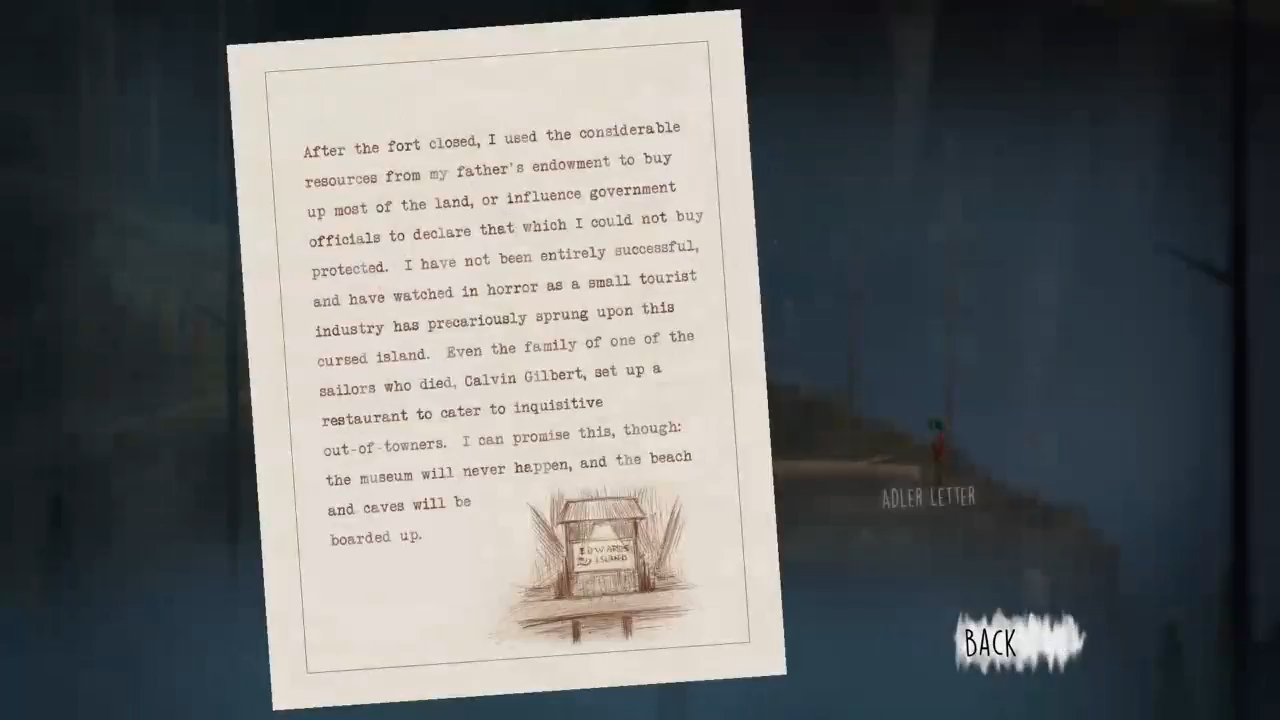 After the fort closed, I used the considerable
resources from my father's endowment to buy
up most of the land, or influence government
officials to declare that which I could not buy
protected.  I have not been entirely successful,
and have watched in horror as a small tourist
industry has precariously sprung upon this
cursed island.  Even the family of one of the
sailors who died, Calvin Gilbert, set up a
restaurant to cater to inquisitive
out-of-towners.  I can promise this, though:
the museum will never happen, and the beach
and caves will be
boarded up.
EDWARDS
ISLAND
ADLER LETTER
BACK